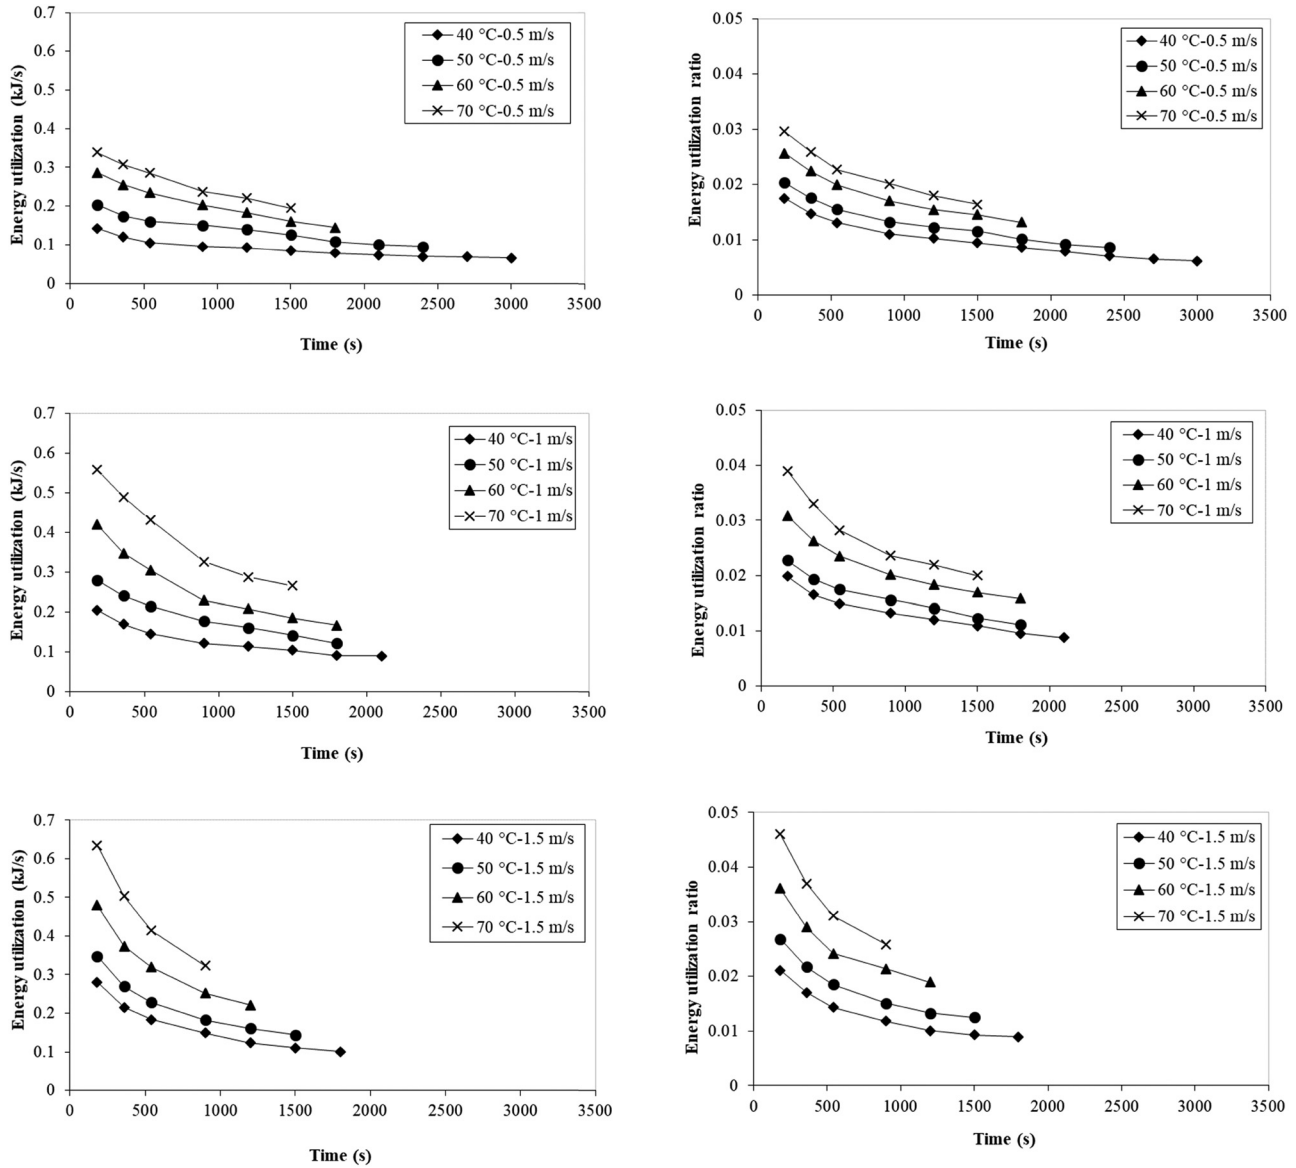 0.7
0.6
0.5
0.4
0.3
0.2
0.1
0
Energy utilization (kJ/s)
40 °C-0.5 m/s
50 °C-0.5 m/s
60 °C-0.5 m/s
70 °C-0.5 m/s
0 500 1000 1500 2000 2500 3000 3500
Time (s)
0.05
0.04
0.03
0.02
0.01
0
Energy utilization ratio
40 °C-0.5 m/s
50 °C-0.5 m/s
60 °C-0.5 m/s
70 °C-0.5 m/s
0 500 1000 1500 2000 2500 3000 3500
Time (s)
0.7
0.6
0.5
0.4
0.3
0.2
0.1
0
Energy utilization (kJ/s)
40 °C-1 m/s
50 °C-1 m/s
60 °C-1 m/s
70 °C-1 m/s
0 500 1000 1500 2000 2500 3000 3500
Time (s)
0.05
0.04
0.03
0.02
0.01
0
Energy utilization ratio
40 °C-1 m/s
50 °C-1 m/s
60 °C-1 m/s
70 °C-1 m/s
0 500 1000 1500 2000 2500 3000 3500
Time (s)
0.7
0.6
0.5
0.4
0.3
0.2
0.1
0
Energy utilization (kJ/s)
40 °C-1.5 m/s
50 °C-1.5 m/s
60 °C-1.5 m/s
70 °C-1.5 m/s
0 500 1000 1500 2000 2500 3000 3500
Time (s)
0.05
0.04
0.03
0.02
0.01
0
Energy utilization ratio
40 °C-1.5 m/s
50 °C-1.5 m/s
60 °C-1.5 m/s
70 °C-1.5 m/s
0 500 1000 1500 2000 2500 3000 3500
Time (s)